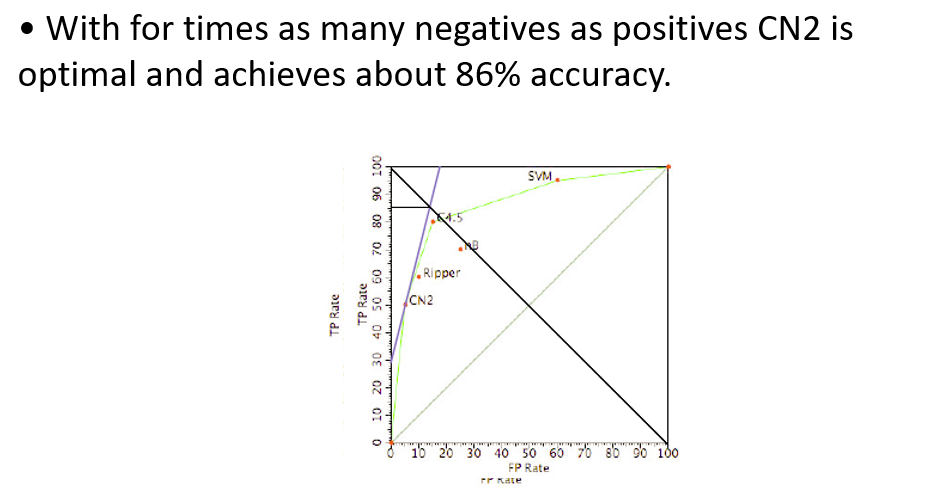 • With for times as many negatives as positives CN2 is
optimal and achieves about 86% accuracy.
100
90
80
70
60
50
40
30
20
10
0
TP Rate
TP Rate
SVM
C4.5
nB
Ripper
CN2
0 10 20 30 40 50 60 70 80 90 100
FP Rate
FP Rate